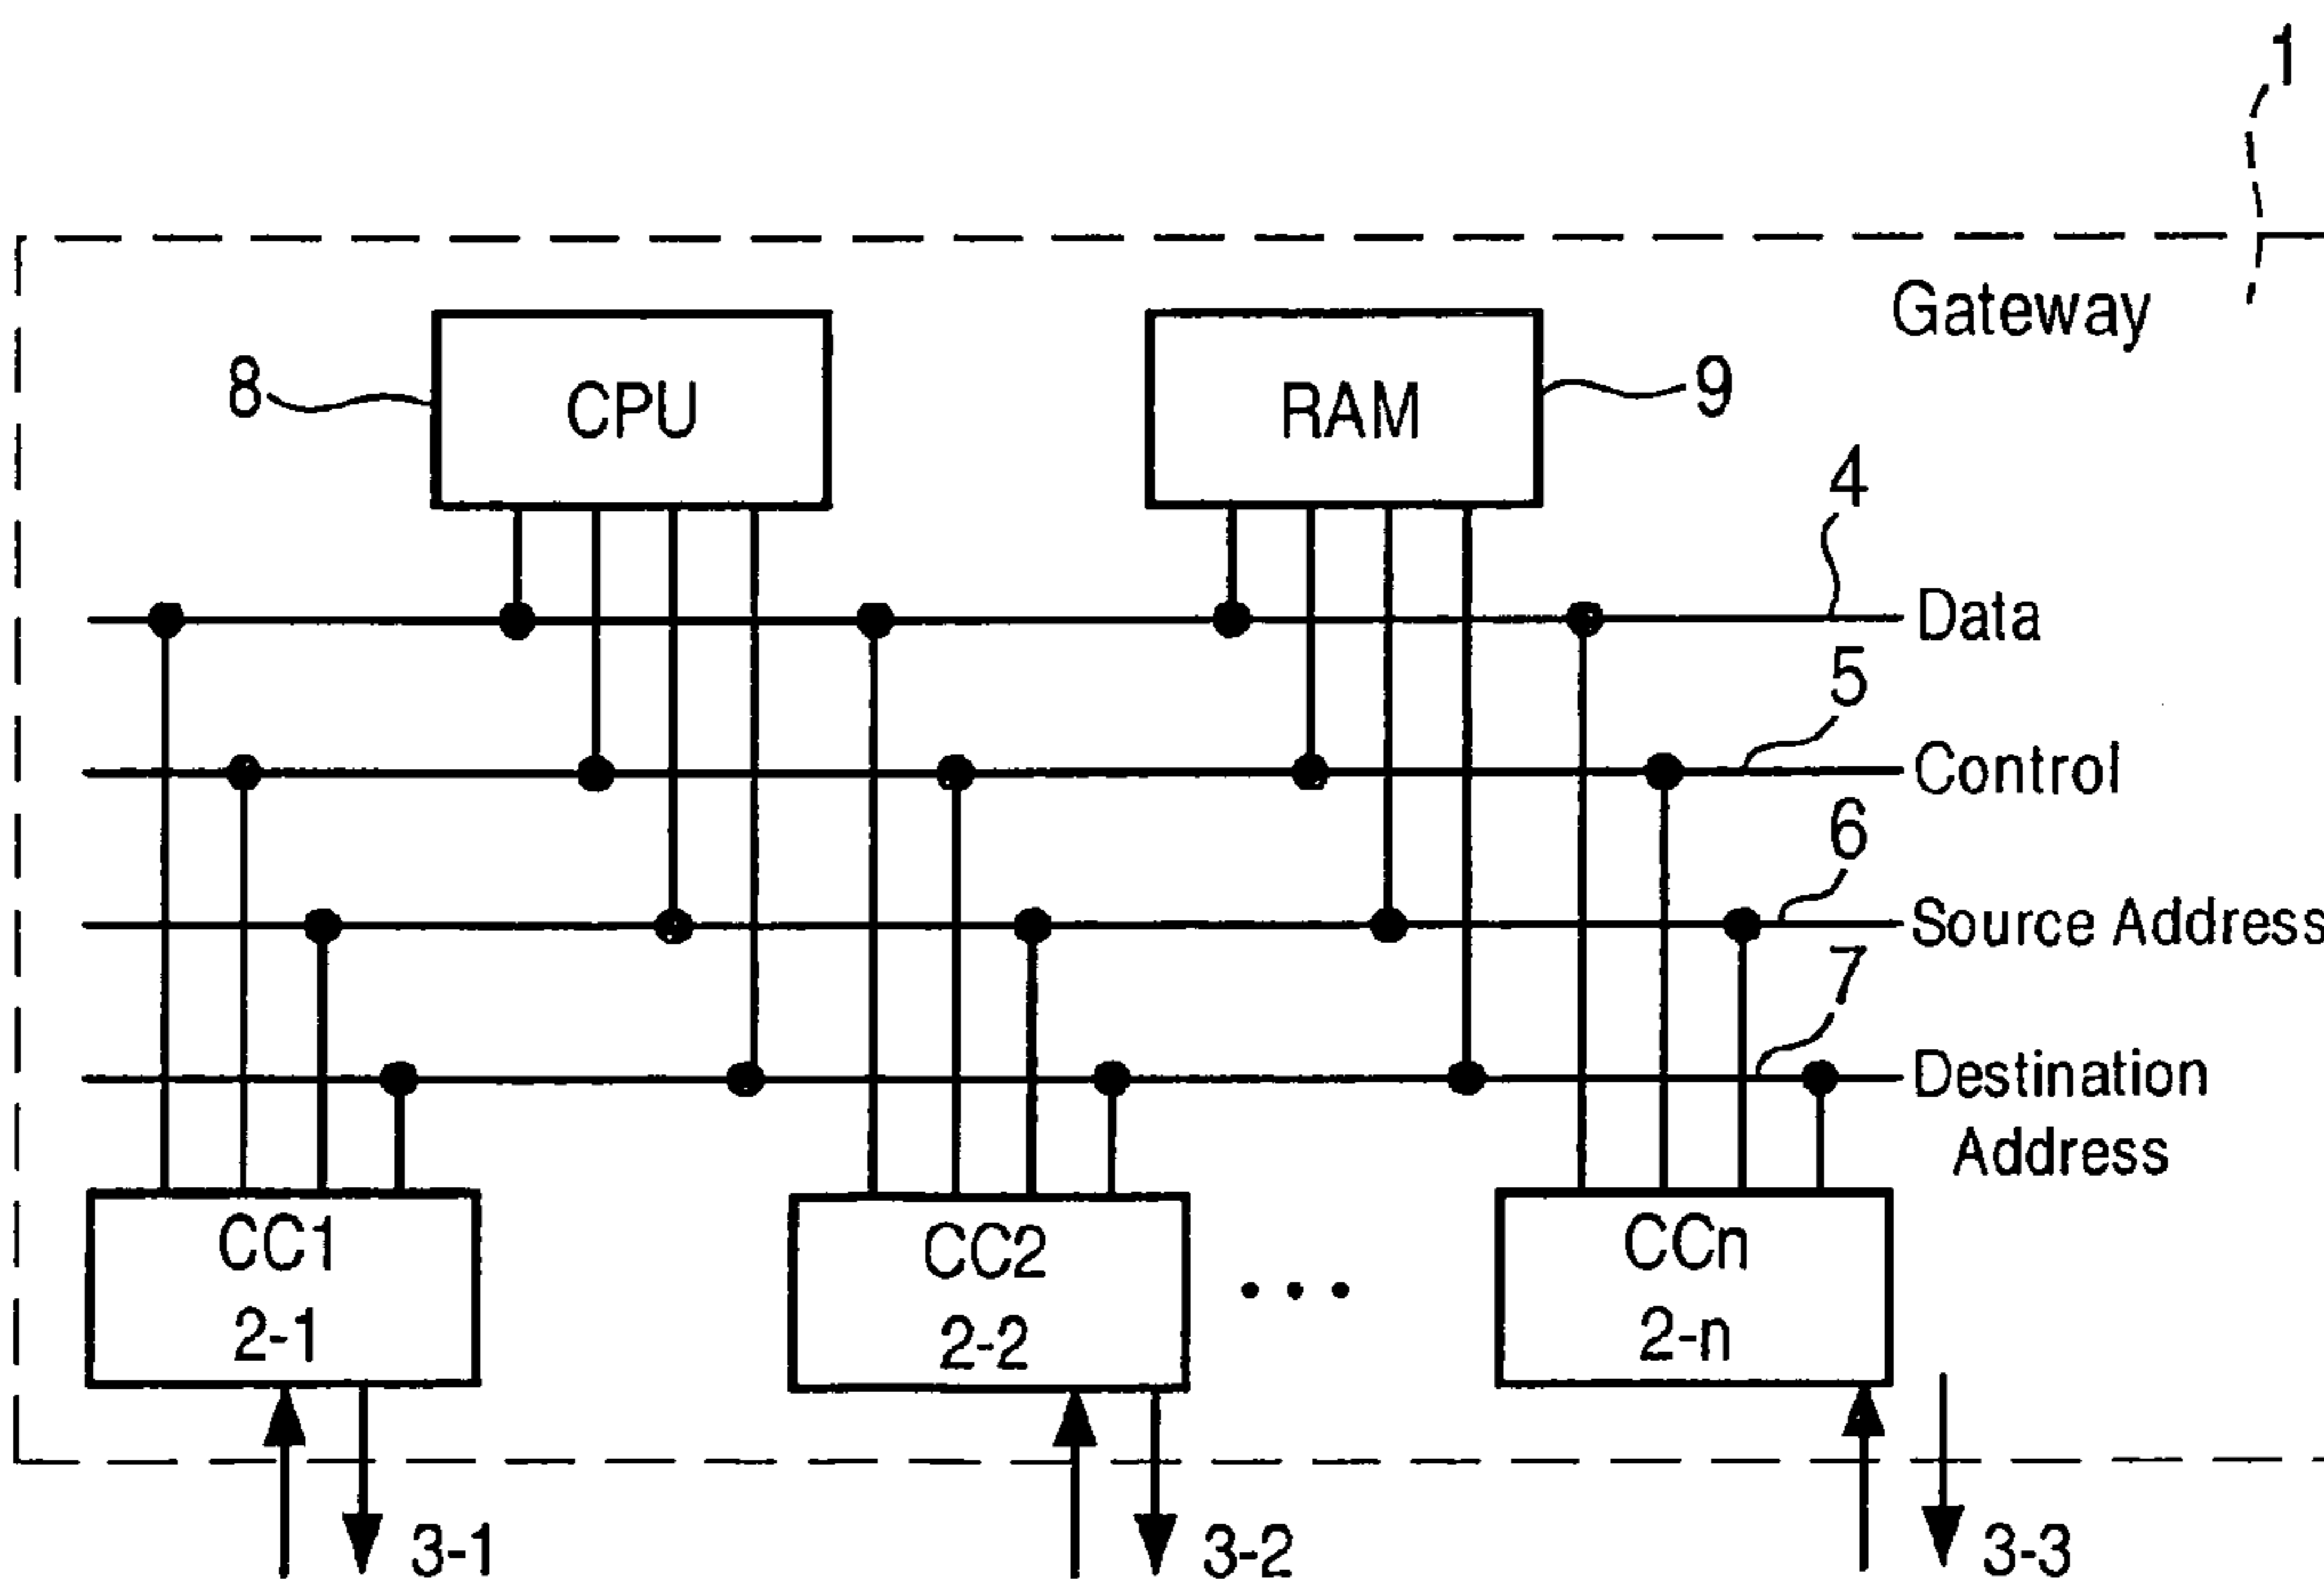 1
Gateway
8
CPU
RAM
9
4
Data
5
Control
6
Source Address
7
Destination
Address
CC1
2-1
CC2
2-2
CCn
2-n
3-1
3-2
3-3